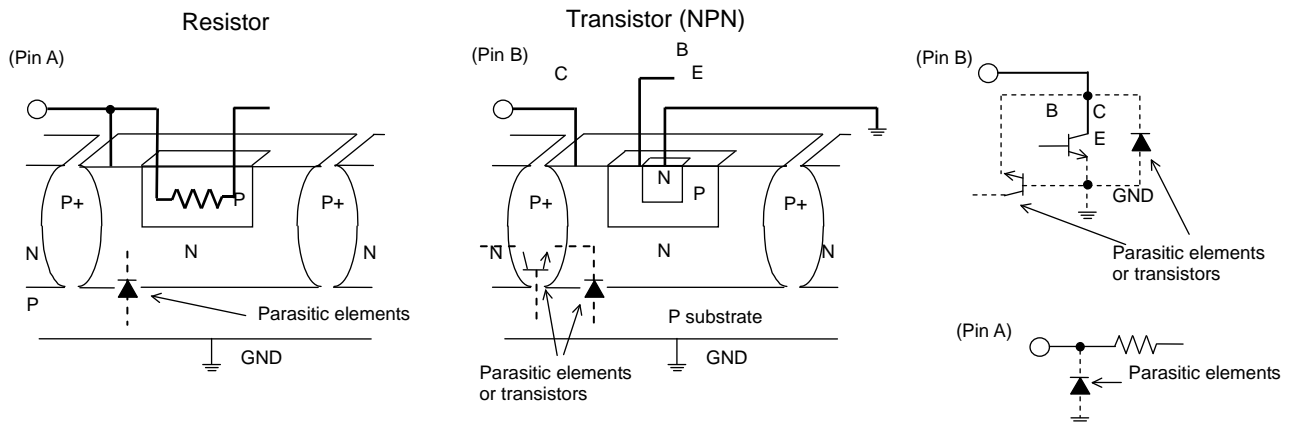 Resistor
(Pin A)
P+
P
P+
N
N
N
P
Parasitic elements
GND
Transistor (NPN)
(Pin B)
C
B
E
N
P+
P
P+
N
N
N
P substrate
GND
Parasitic elements
or transistors
(Pin B)
B
C
E
GND
Parasitic elements
or transistors
(Pin A)
Parasitic elements